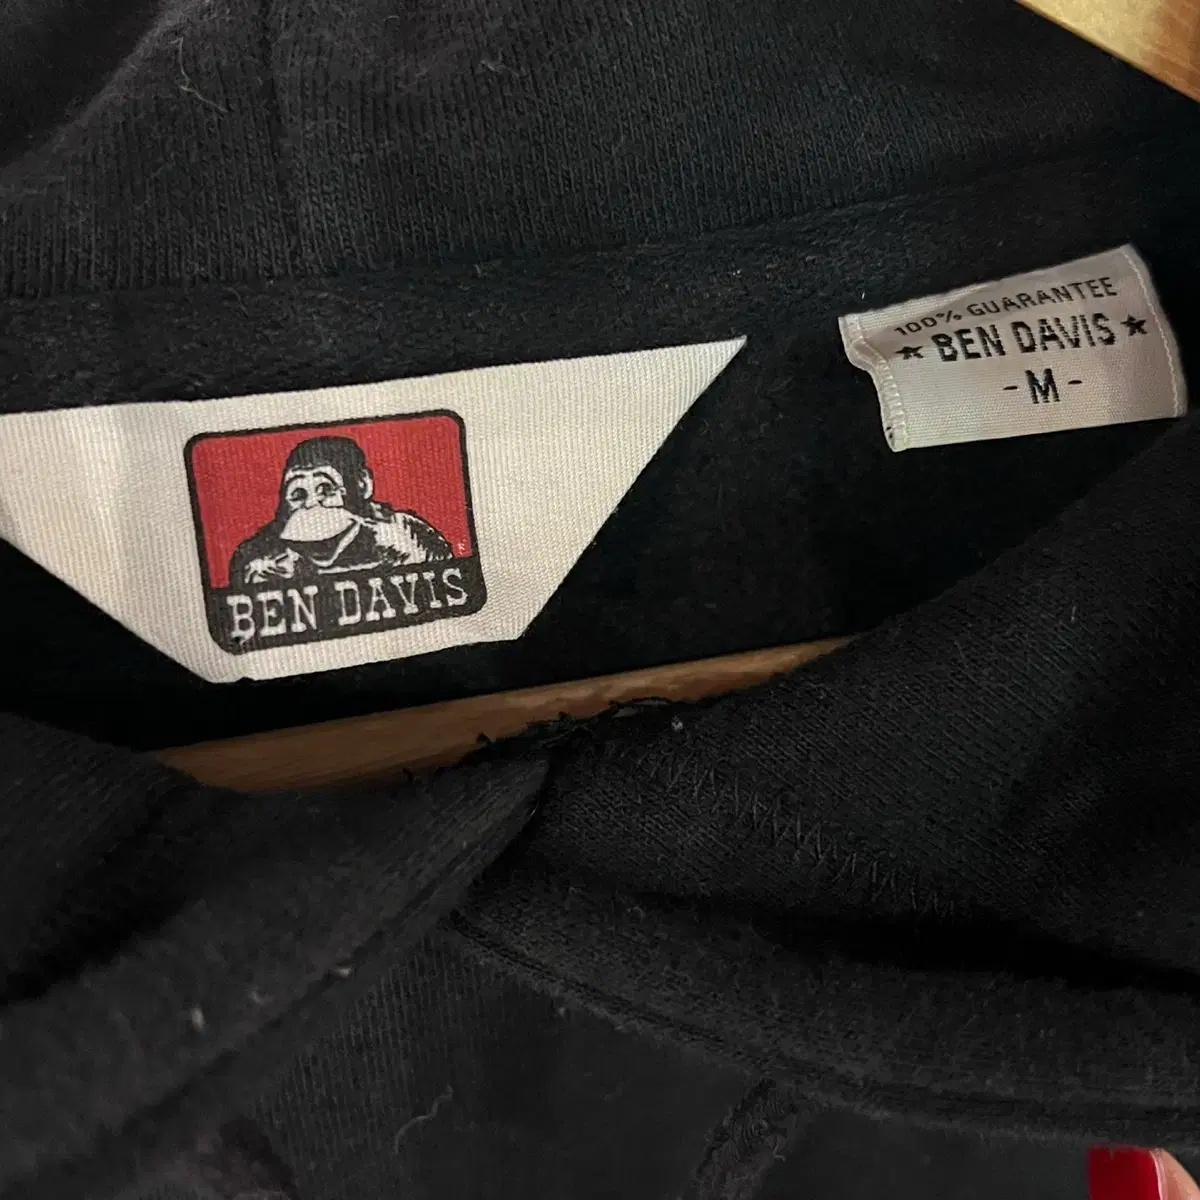 BEN DAVIS
100% GUARANTEE
★ BEN DAVIS ★
-M-